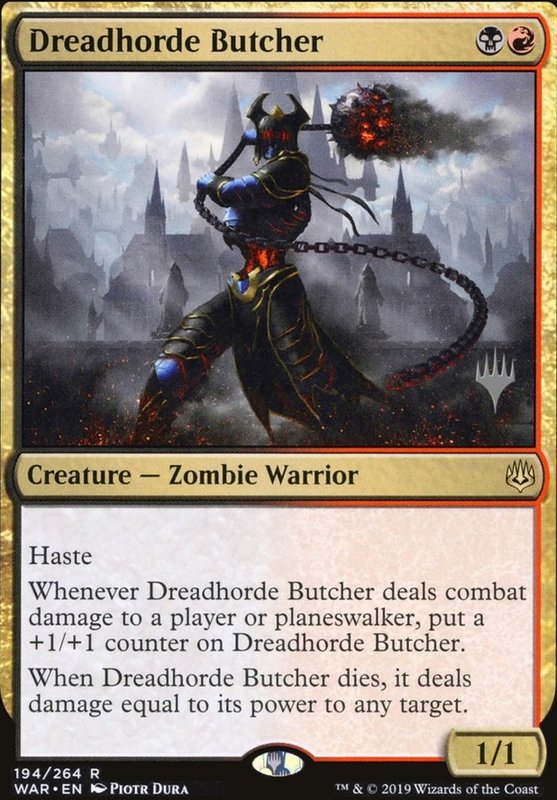 Dreadhorde Butcher
Creature — Zombie Warrior
Haste
Whenever Dreadhorde Butcher deals combat
damage to a player or planeswalker, put a
+1/+1 counter on Dreadhorde Butcher.
When Dreadhorde Butcher dies, it deals
damage equal to its power to any target.
1/1
194/264 R
WAR • EN Piotr Dura
™ & © 2019 Wizards of the Coast